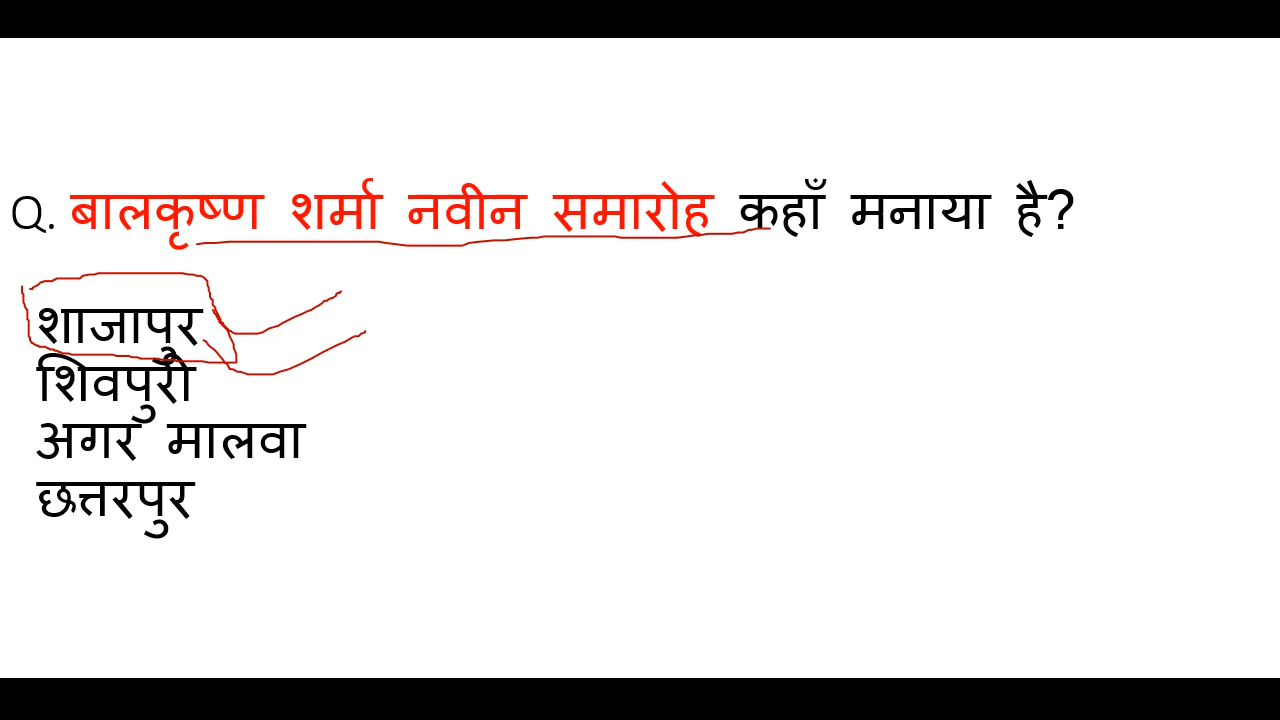 Q. बालकृष्ण शर्मा नवीन समारोह कहाँ मनाया है?
शाजापुर
शिवपुरी
अगर मालवा
छत्तरपुर